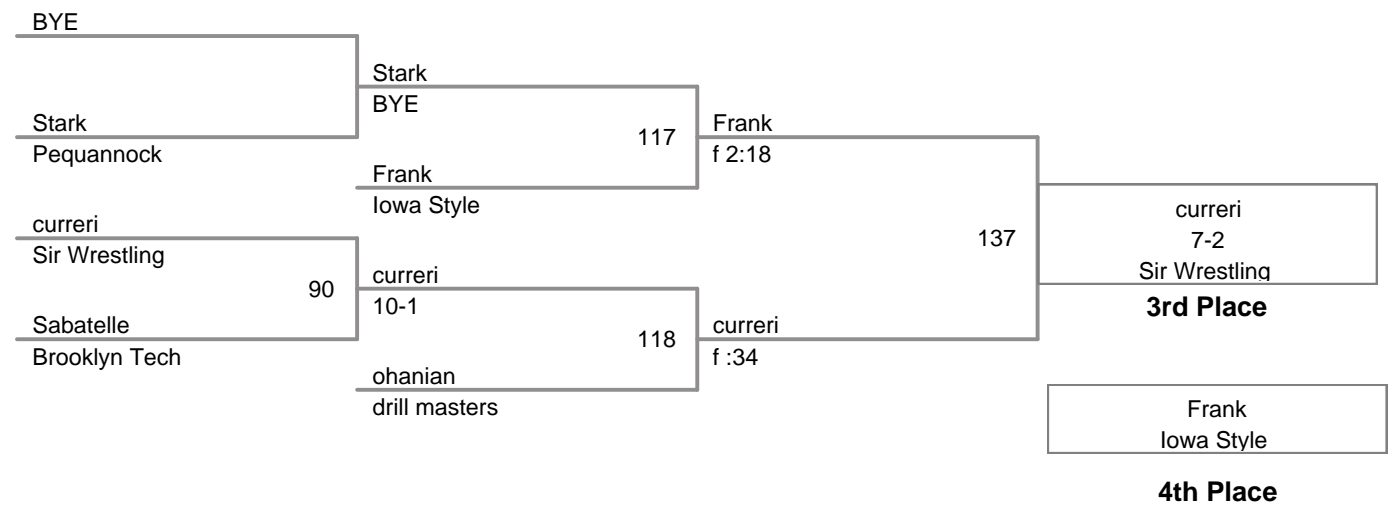 BYE
Stark
BYE
Stark
Pequannock
117
Frank
f 2:18
Frank
Iowa Style
curreri
Sir Wrestling
137
curreri
7-2
Sir Wrestling
3rd Place
90
curreri
10-1
Sabatelle
Brooklyn Tech
118
curreri
f :34
ohanian
drill masters
Frank
Iowa Style
4th Place